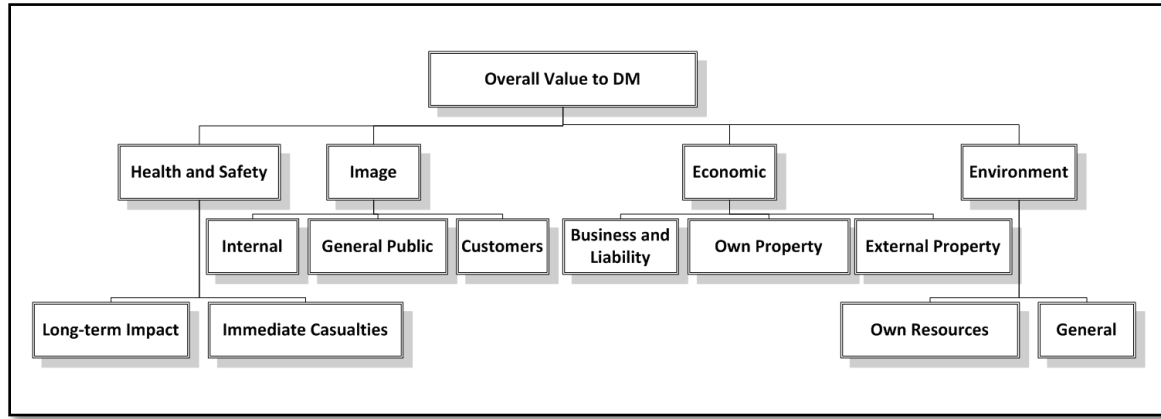 Overall Value to DM
Health and Safety
Image
Economic
Environment
Internal
General Public
Customers
Business and
Liability
Own Property
External Property
Long-term Impact
Immediate Casualties
Own Resources
General